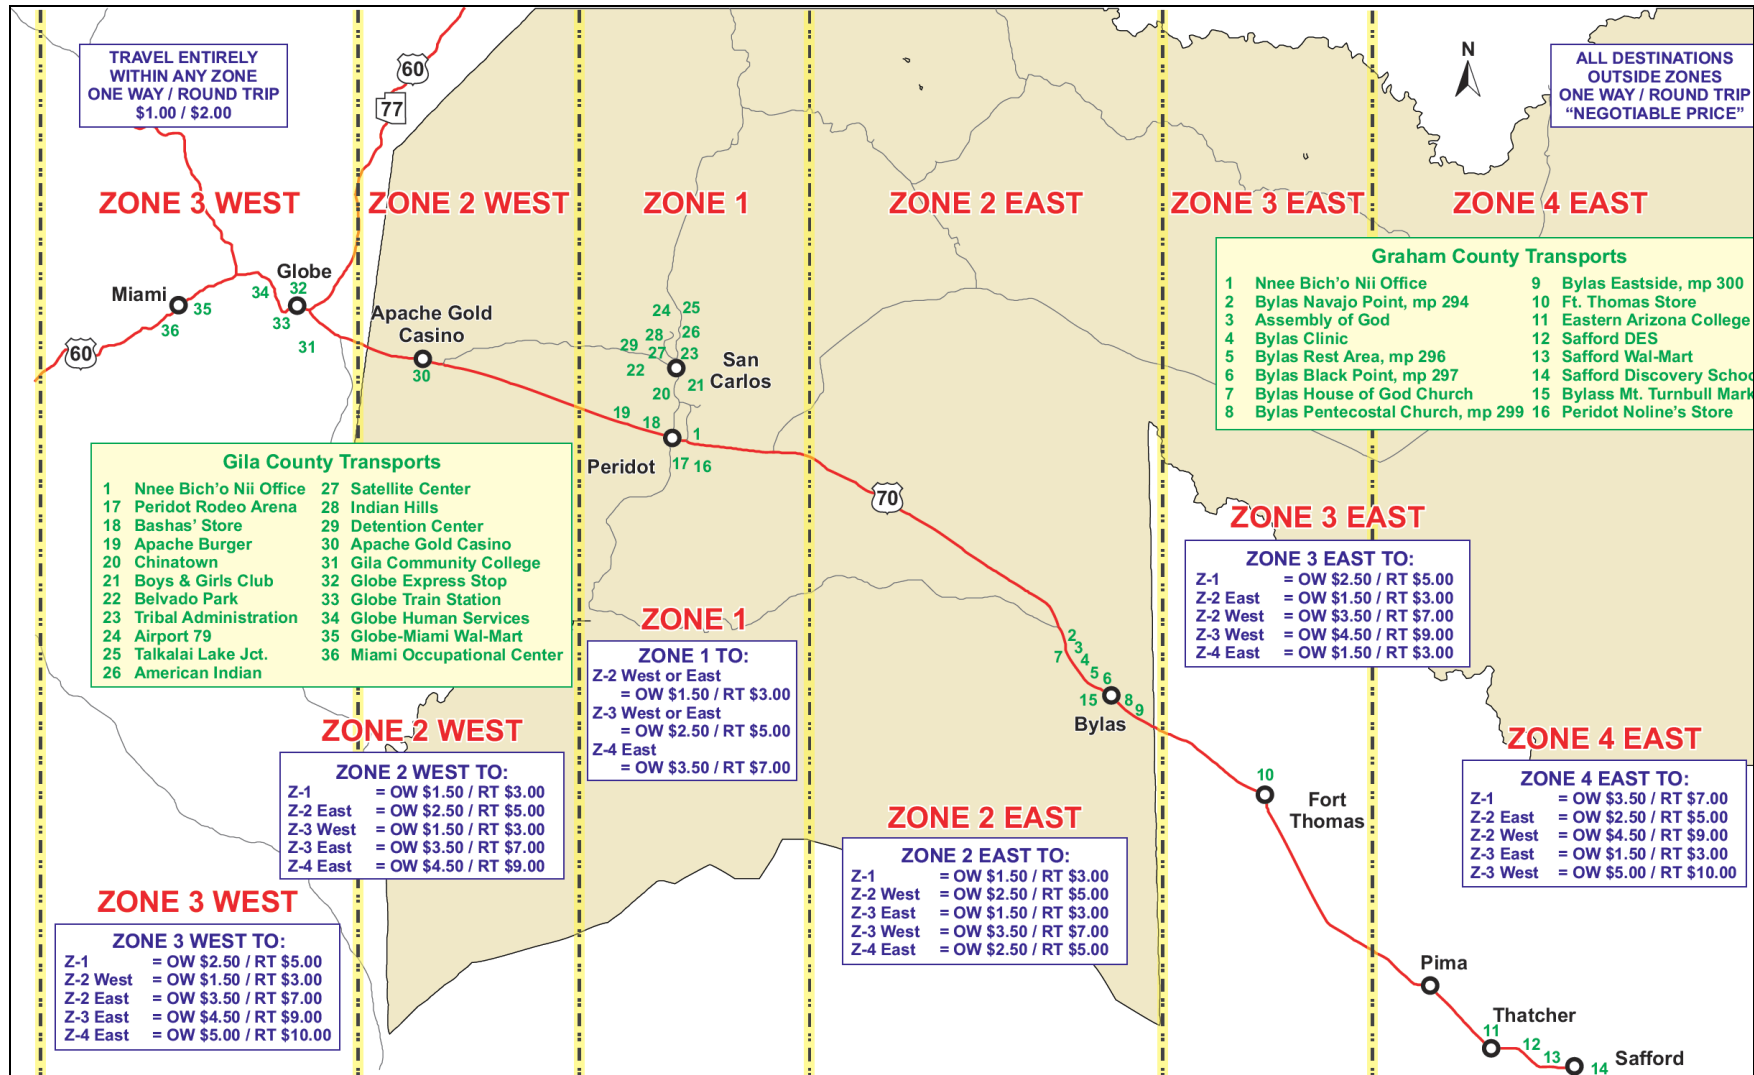 TRAVEL ENTIRELY
WITHIN ANY ZONE
ONE WAY / ROUND TRIP
$1.00 / $2.00
60
77
N
ALL DESTINATIONS
OUTSIDE ZONES
ONE WAY / ROUND TRIP
“NEGOTIABLE PRICE”
ZONE 3 WEST
ZONE 2 WEST
ZONE 1
ZONE 2 EAST
ZONE 3 EAST
ZONE 4 EAST
Globe
32
34
Miami
35
33
36
31
60
Apache Gold
Casino
30
24
25
28
26
29
27
23
22
San
Carlos
21
20
19
18
1
Peridot
17
16
70
Graham County Transports
1 Nnee Bich’o Nii Office
2 Bylas Navajo Point, mp 294
3 Assembly of God
4 Bylas Clinic
5 Bylas Rest Area, mp 296
6 Bylas Black Point, mp 297
7 Bylas House of God Church
8 Bylas Pentecostal Church, mp 299
9 Bylas Eastside, mp 300
10 Ft. Thomas Store
11 Eastern Arizona College
12 Safford DES
13 Safford Wal-Mart
14 Safford Discovery Schoo
15 Bylass Mt. Turnbull Mark
16 Peridot Noline’s Store
Gila County Transports
1 Nnee Bich’o Nii Office
17 Peridot Rodeo Arena
18 Bashas’ Store
19 Apache Burger
20 Chinatown
21 Boys & Girls Club
22 Belvado Park
23 Tribal Administration
24 Airport 79
25 Talkalai Lake Jct.
26 American Indian
27 Satellite Center
28 Indian Hills
29 Detention Center
30 Apache Gold Casino
31 Gila Community College
32 Globe Express Stop
33 Globe Train Station
34 Globe Human Services
35 Globe-Miami Wal-Mart
36 Miami Occupational Center
ZONE 3 EAST
ZONE 3 EAST TO:
Z-1 = OW $2.50 / RT $5.00
Z-2 East = OW $1.50 / RT $3.00
Z-2 West = OW $3.50 / RT $7.00
Z-3 West = OW $4.50 / RT $9.00
Z-4 East = OW $1.50 / RT $3.00
ZONE 1
ZONE 1 TO:
Z-2 West or East
= OW $1.50 / RT $3.00
Z-3 West or East
= OW $2.50 / RT $5.00
Z-4 East
= OW $3.50 / RT $7.00
2
3
7
4
5
6
15
8
9
Bylas
ZONE 2 WEST
ZONE 2 WEST TO:
Z-1 = OW $1.50 / RT $3.00
Z-2 East = OW $2.50 / RT $5.00
Z-3 West = OW $1.50 / RT $3.00
Z-3 East = OW $3.50 / RT $7.00
Z-4 East = OW $4.50 / RT $9.00
ZONE 4 EAST
ZONE 4 EAST TO:
Z-1 = OW $3.50 / RT $7.00
Z-2 East = OW $2.50 / RT $5.00
Z-2 West = OW $4.50 / RT $9.00
Z-3 East = OW $1.50 / RT $3.00
Z-3 West = OW $5.00 / RT $10.00
10
Fort
Thomas
ZONE 2 EAST
ZONE 2 EAST TO:
Z-1 = OW $1.50 / RT $3.00
Z-2 West = OW $2.50 / RT $5.00
Z-3 East = OW $1.50 / RT $3.00
Z-3 West = OW $3.50 / RT $7.00
Z-4 East = OW $2.50 / RT $5.00
ZONE 3 WEST
ZONE 3 WEST TO:
Z-1 = OW $2.50 / RT $5.00
Z-2 West = OW $1.50 / RT $3.00
Z-2 East = OW $3.50 / RT $7.00
Z-3 East = OW $4.50 / RT $9.00
Z-4 East = OW $5.00 / RT $10.00
Pima
Thatcher
11
12
13
14
Safford